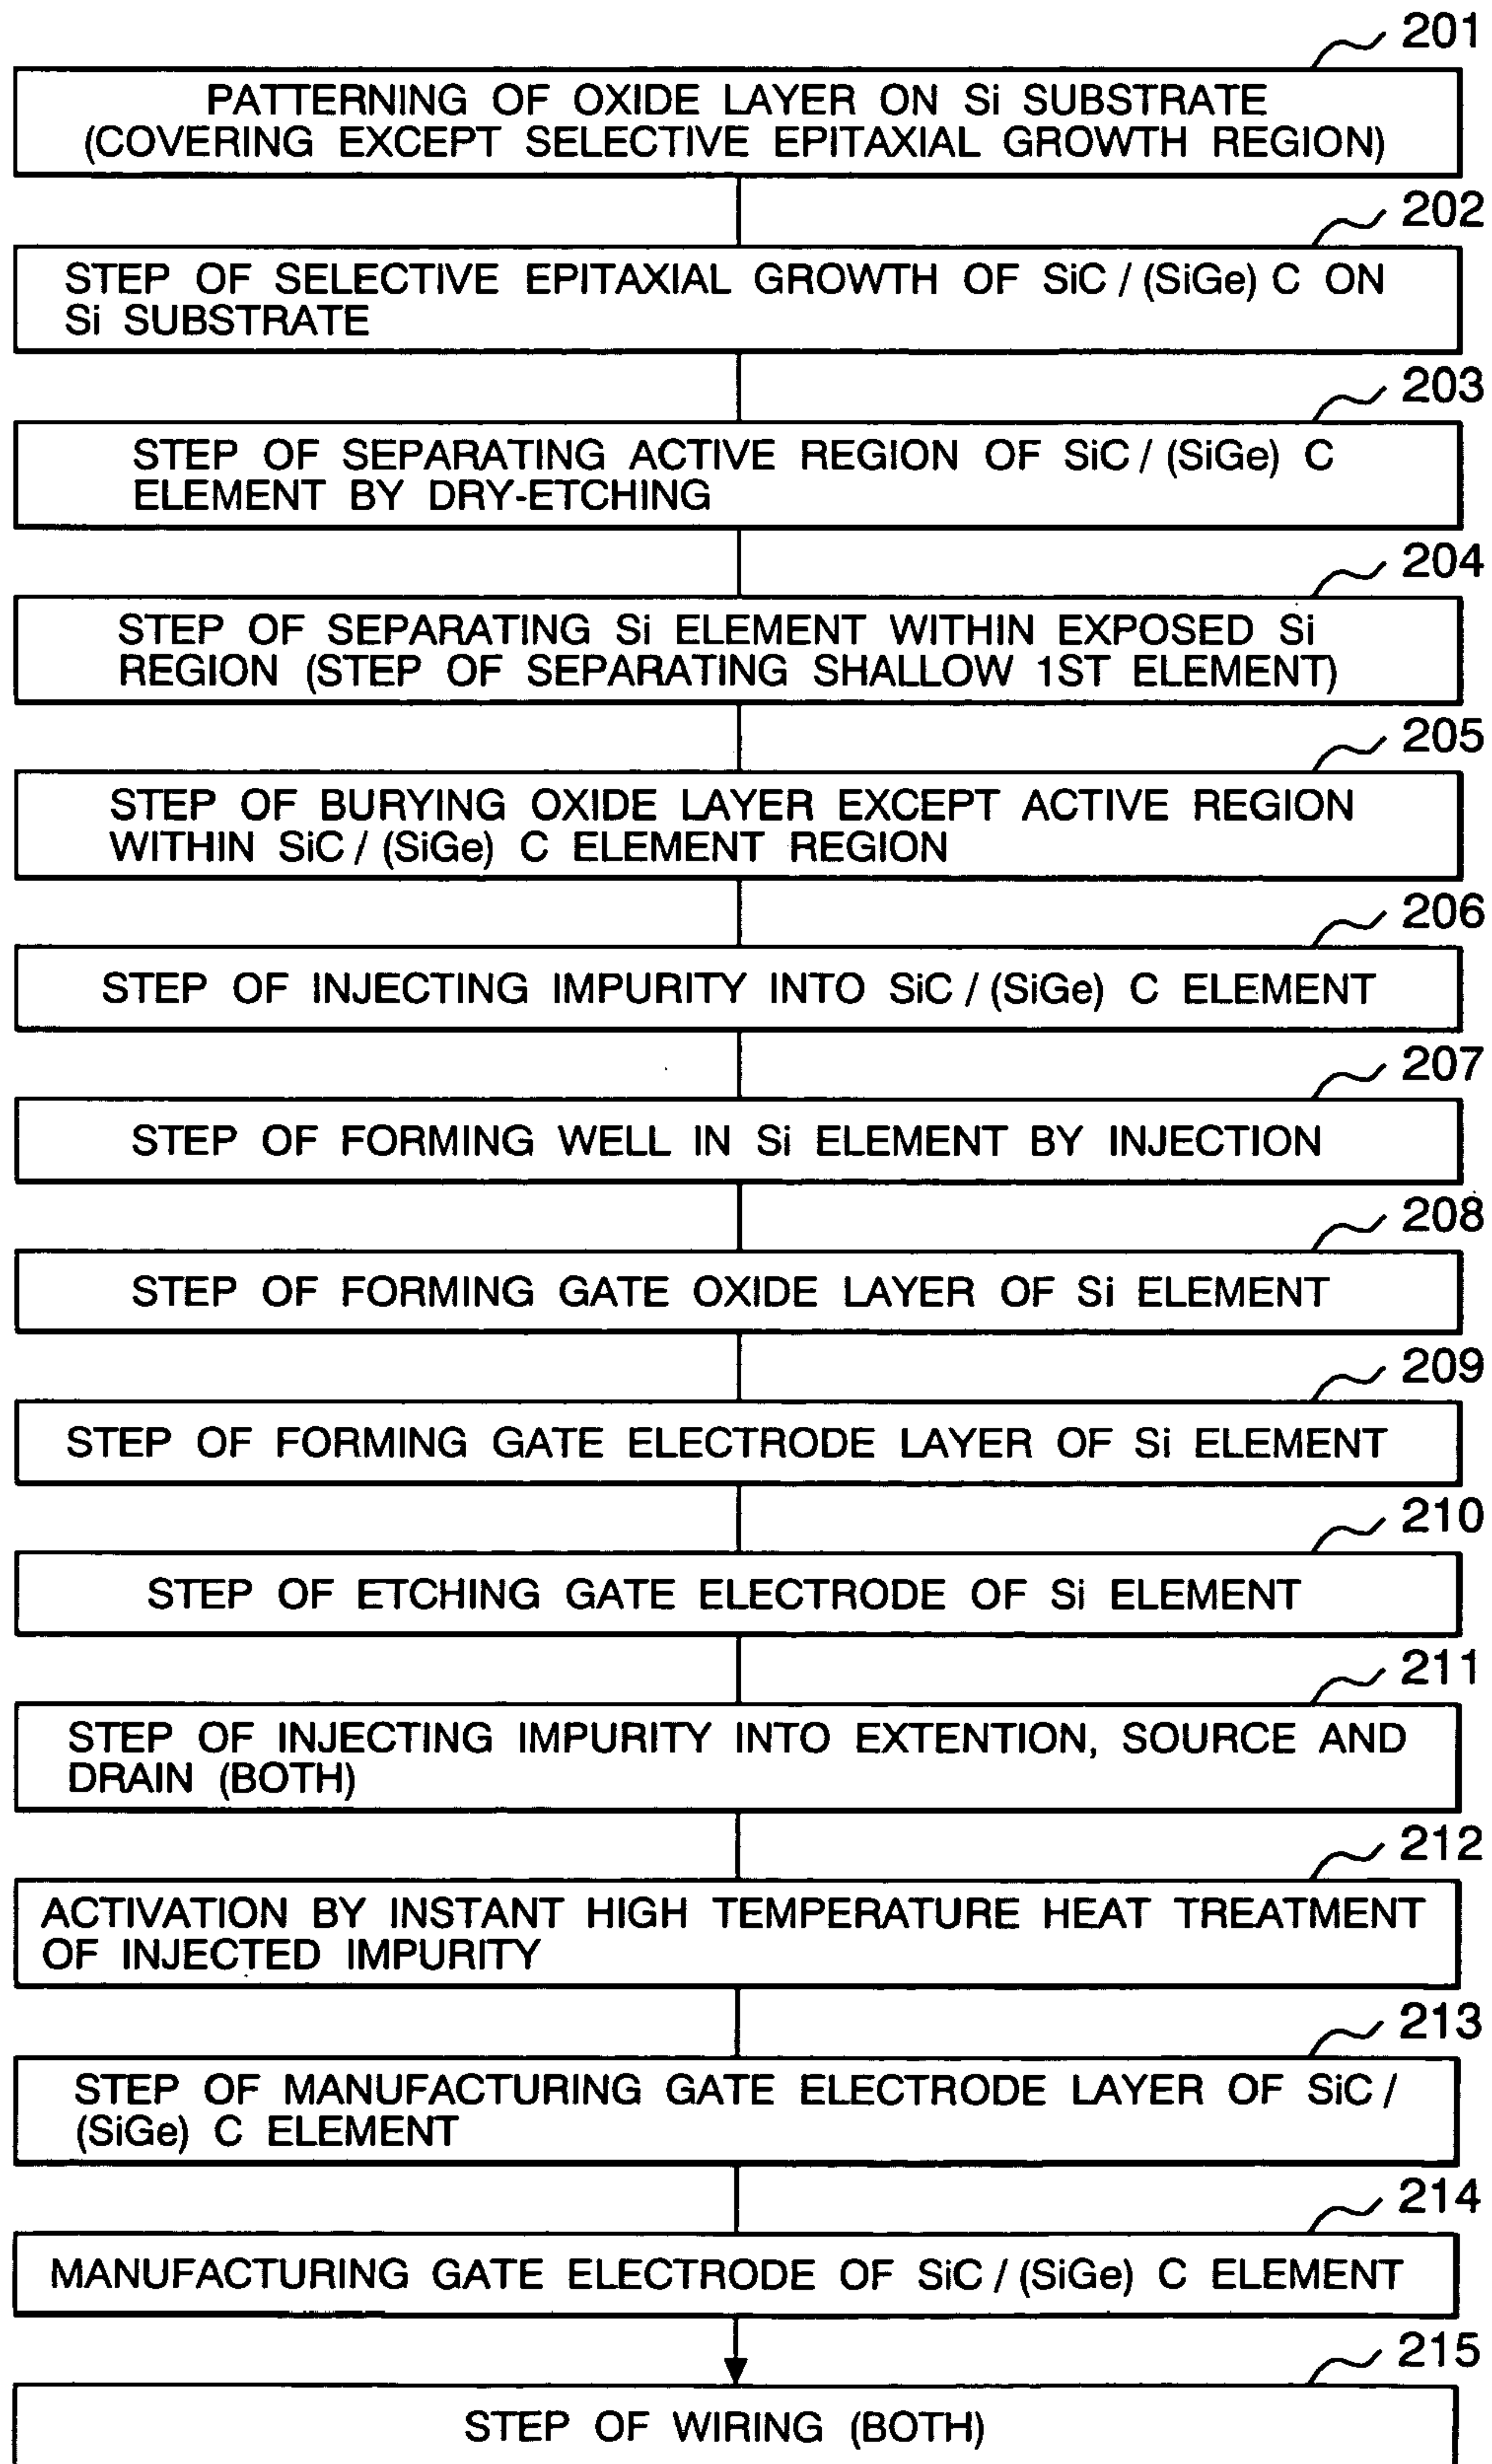 201
PATTERNING OF OXIDE LAYER ON Si SUBSTRATE
(COVERING EXCEPT SELECTIVE EPITAXIAL GROWTH REGION)
202
STEP OF SELECTIVE EPITAXIAL GROWTH OF SiC / (SiGe) C ON
Si SUBSTRATE
203
STEP OF SEPARATING ACTIVE REGION OF SiC / (SiGe) C
ELEMENT BY DRY-ETCHING
204
STEP OF SEPARATING Si ELEMENT WITHIN EXPOSED Si
REGION (STEP OF SEPARATING SHALLOW 1ST ELEMENT)
205
STEP OF BURYING OXIDE LAYER EXCEPT ACTIVE REGION
WITHIN SiC / (SiGe) C ELEMENT REGION
206
STEP OF INJECTING IMPURITY INTO SiC / (SiGe) C ELEMENT
207
STEP OF FORMING WELL IN Si ELEMENT BY INJECTION
208
STEP OF FORMING GATE OXIDE LAYER OF Si ELEMENT
209
STEP OF FORMING GATE ELECTRODE LAYER OF Si ELEMENT
210
STEP OF ETCHING GATE ELECTRODE OF Si ELEMENT
211
STEP OF INJECTING IMPURITY INTO EXTENTION, SOURCE AND
DRAIN (BOTH)
212
ACTIVATION BY INSTANT HIGH TEMPERATURE HEAT TREATMENT
OF INJECTED IMPURITY
213
STEP OF MANUFACTURING GATE ELECTRODE LAYER OF SiC /
(SiGe) C ELEMENT
214
MANUFACTURING GATE ELECTRODE OF SiC / (SiGe) C ELEMENT
215
STEP OF WIRING (BOTH)